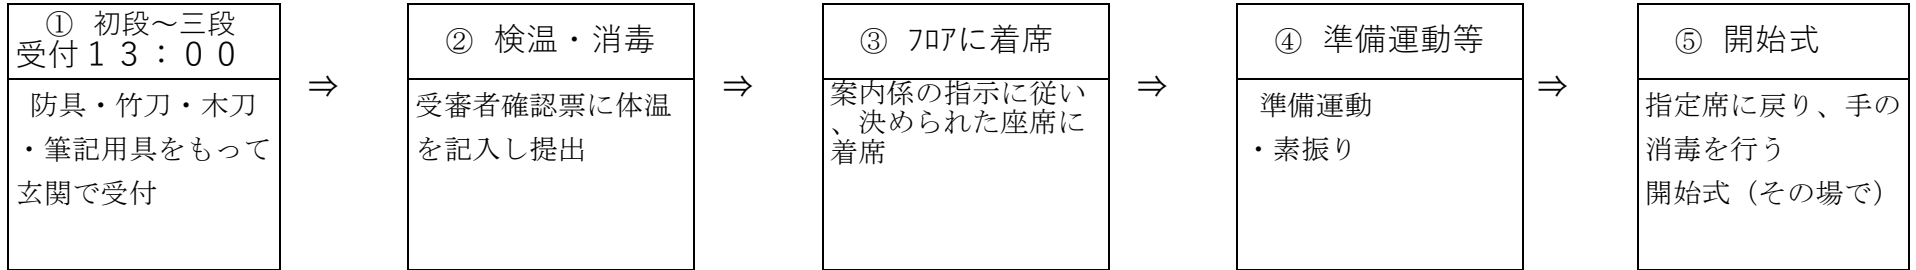 ① 初段～三段
受付１３：００
防具・竹刀・木刀
・筆記用具をもって
玄関で受付
⇒
② 検温・消毒
受審者確認票に体温
を記入し提出
⇒
③ ﾌﾛｱに着席
案内係の指示に従い
、決められた座席に
着席
⇒
④ 準備運動等
準備運動
・素振り
⇒
⑤ 開始式
指定席に戻り、手の
消毒を行う
開始式（その場で）